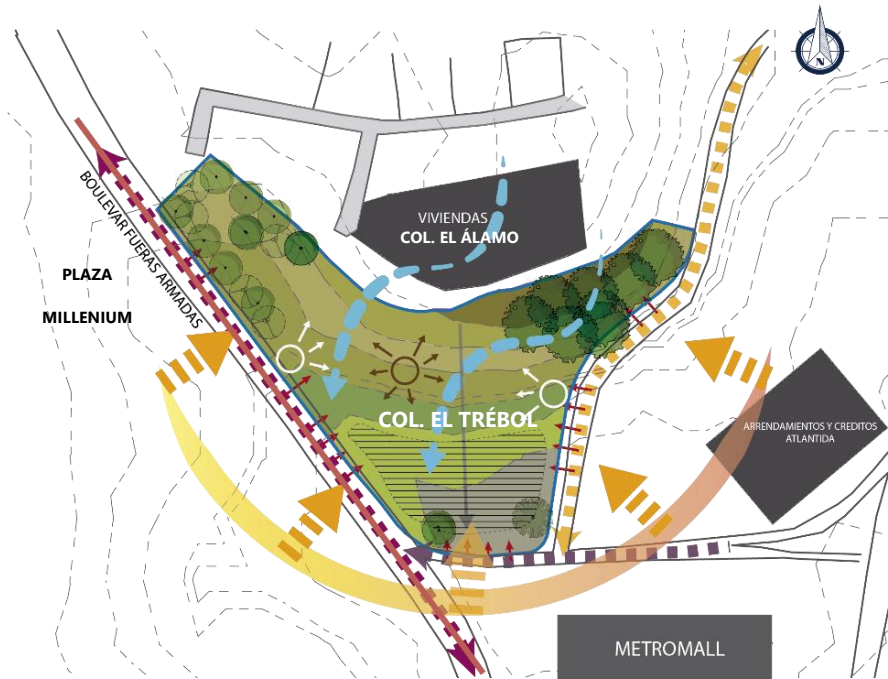 N
VIVIENDAS
COL. EL ÁLAMO
BOULEVAR FUERAS ARMADAS
PLAZA
MILLENIUM
COL. EL TRÉBOL
ARRENDAMIENTOS Y CREDITOS
ATLANTIDA
METROMALL